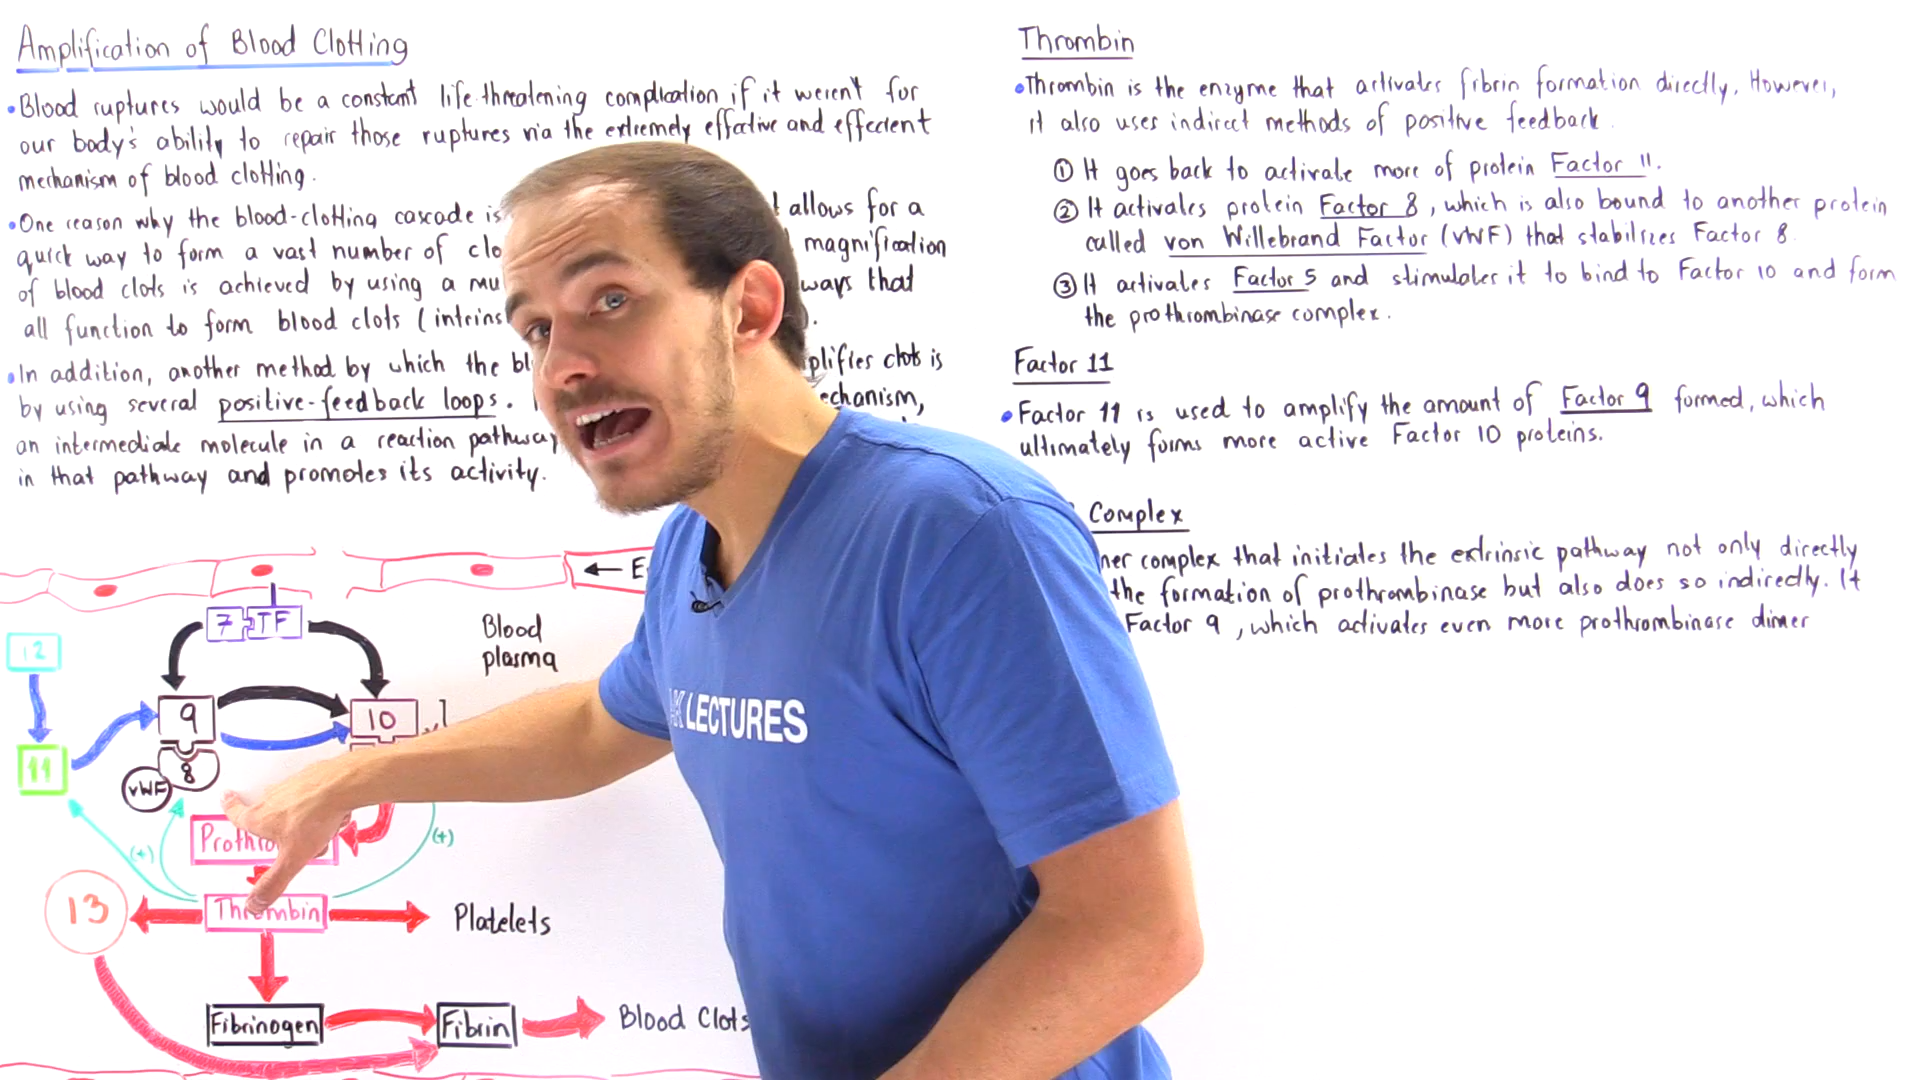 Amplification of Blood Clotting
•Blood ruptures would be a constant life-threatening complication if it weren't for
our body's ability to repair those ruptures via the extremely effective and effecient
mechanism of blood clotting.
•One reason why the blood-clotting cascade is allows for a
quick way to form a vast number of clo magnification
of blood clots is achieved by using a mu ways that
all function to form blood clots (intrins
•In addition, another method by which the bl plifies clots is
by using several positive-feedback loops. echanism,
an intermediate molecule in a reaction pathway
in that pathway and promotes its activity.
← E
7 TF
Blood
plasma
12
9
10
11
8
vWF
Prothro
(+)
(+)
13
Thrombin
Platelets
Fibrinogen
Fibrin
Blood Clots
AK LECTURES
Thrombin
•Thrombin is the enzyme that activates fibrin formation directly. However,
it also uses indirect methods of positive feedback.
① It goes back to activate more of protein Factor 11.
② It activates protein Factor 8, which is also bound to another protein
called von Willebrand Factor (vWF) that stabilizes Factor 8.
③ It activates Factor 5 and stimulates it to bind to Factor 10 and form
the prothrombinase complex.
Factor 11
•Factor 11 is used to amplify the amount of Factor 9 formed, which
ultimately forms more active Factor 10 proteins.
Complex
mer complex that initiates the extrinsic pathway not only directly
the formation of prothrombinase but also does so indirectly. It
Factor 9, which activates even more prothrombinase dimer